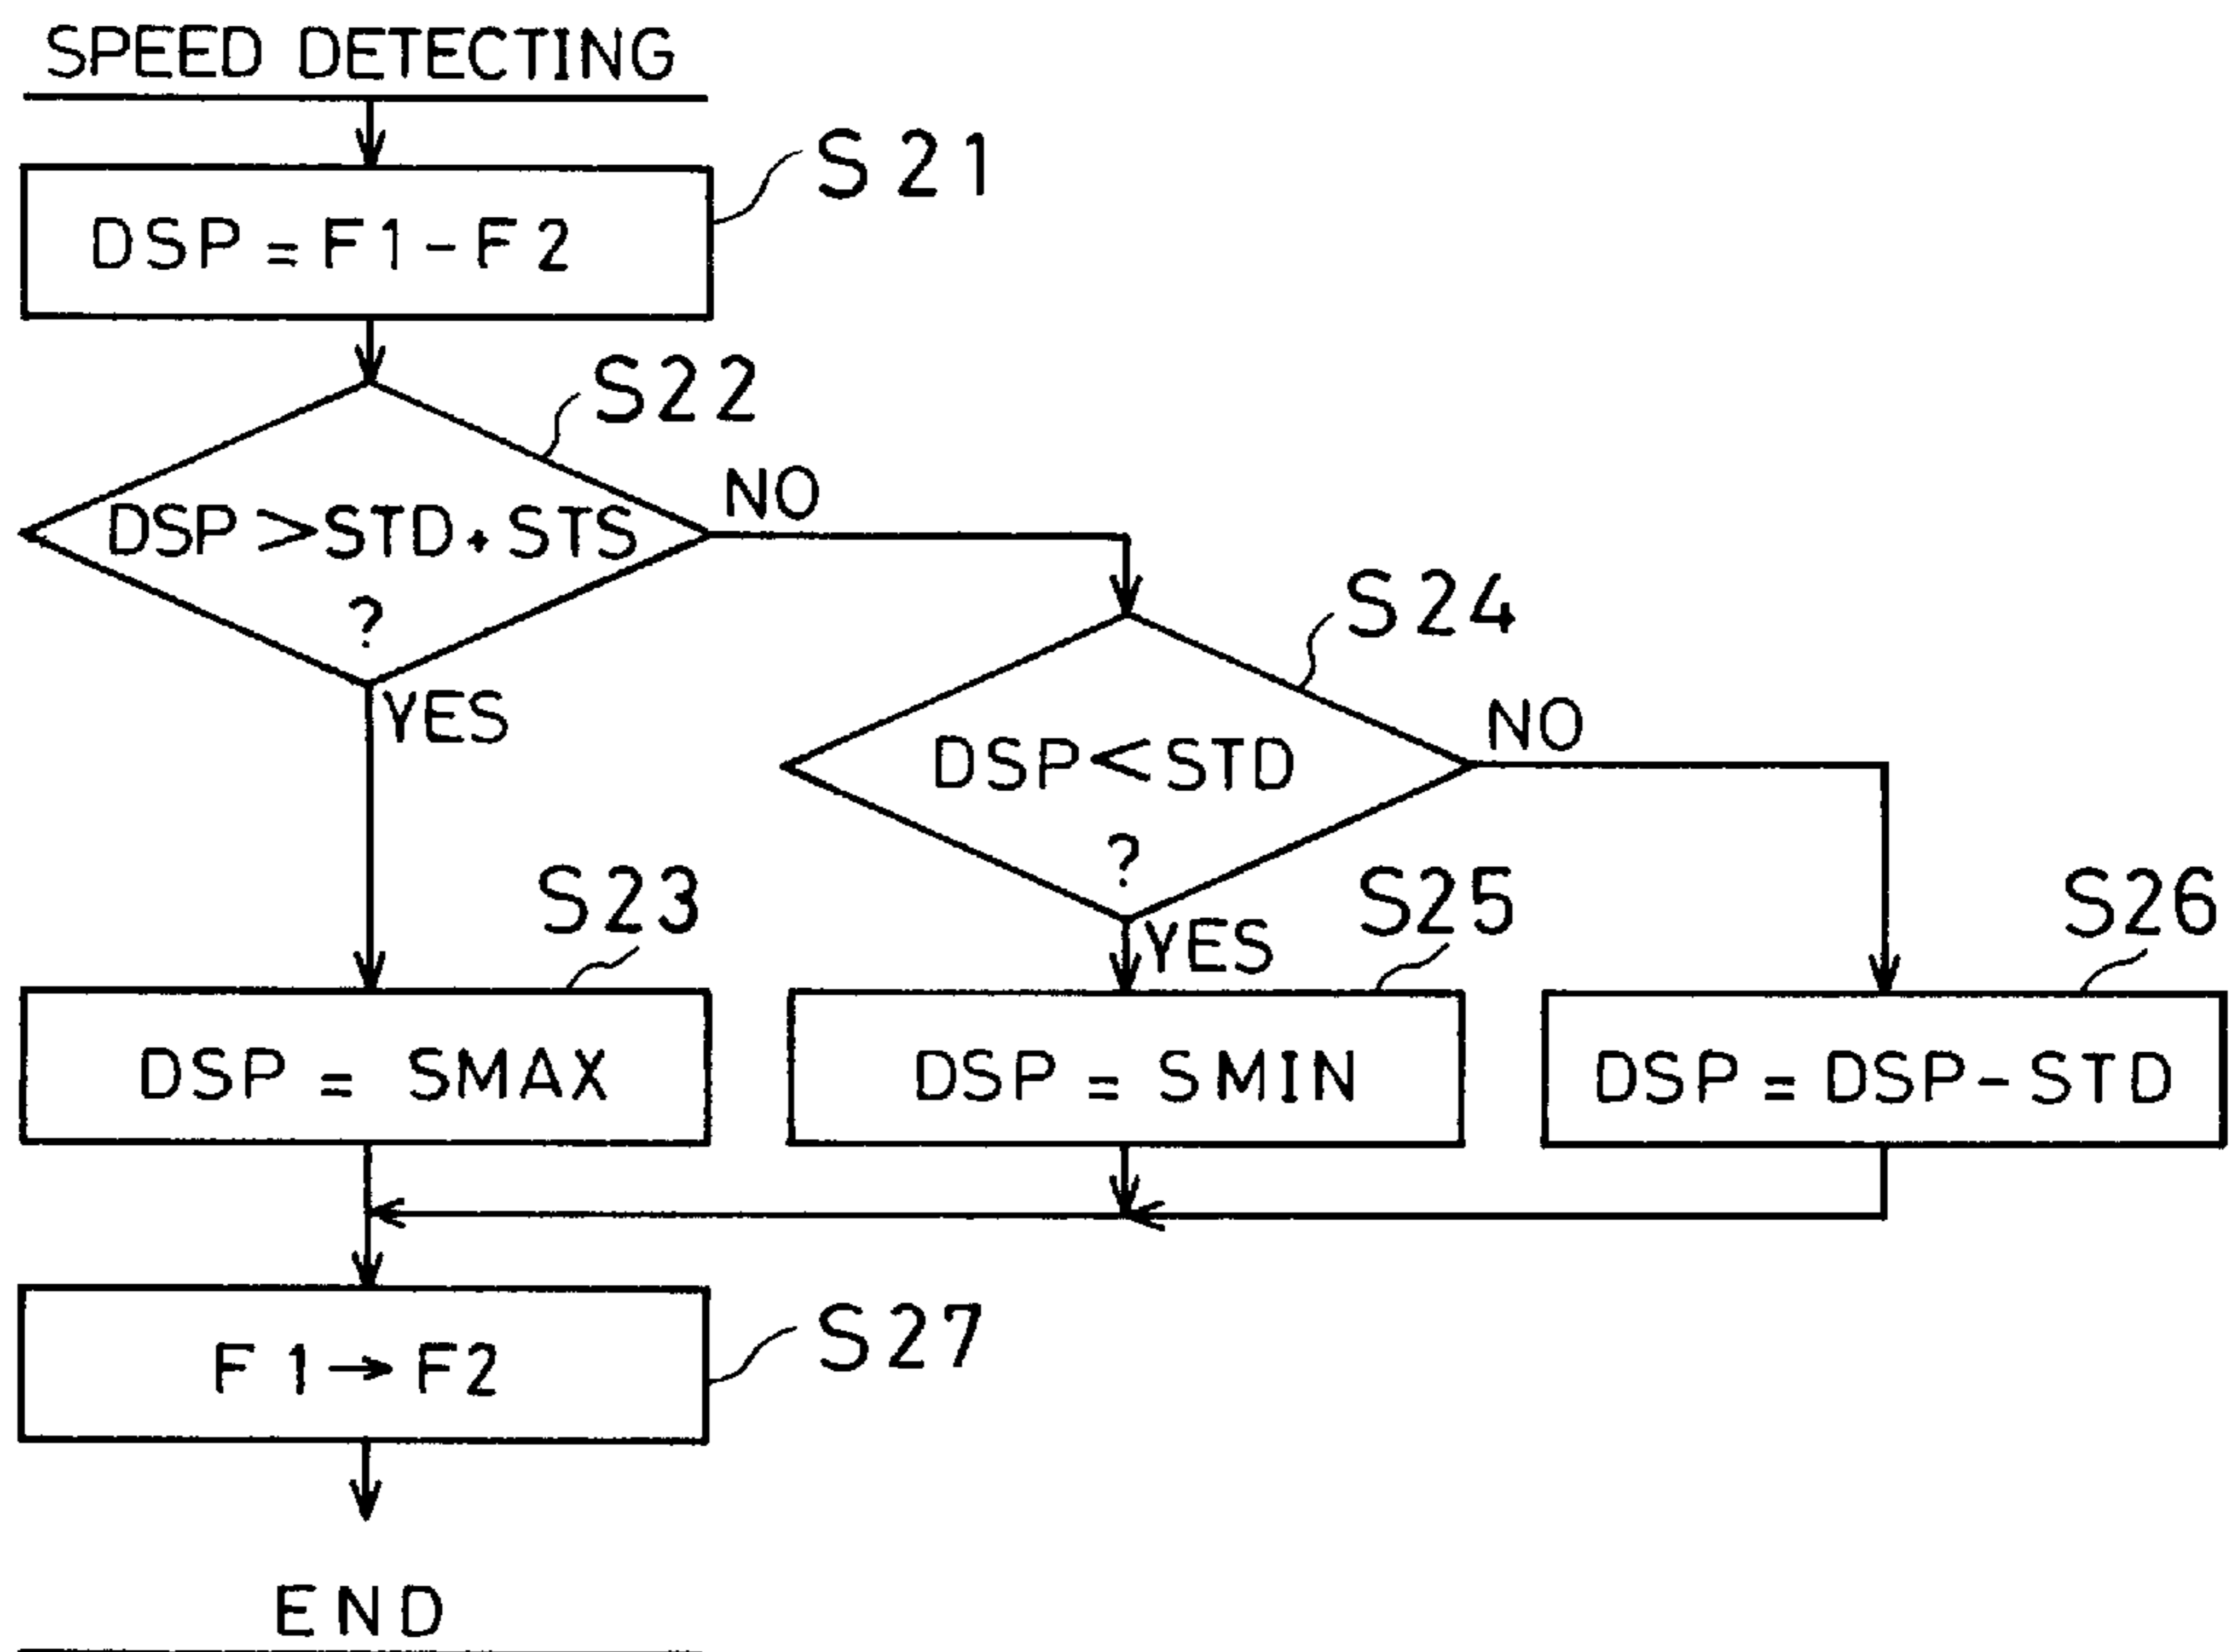 SPEED DETECTING
S21
DSP = F1 - F2
S22
DSP > STD + STS
?
NO
YES
S24
DSP < STD
?
NO
YES
S23
S25
S26
DSP = SMAX
DSP = SMIN
DSP = DSP - STD
F1 → F2
S27
END